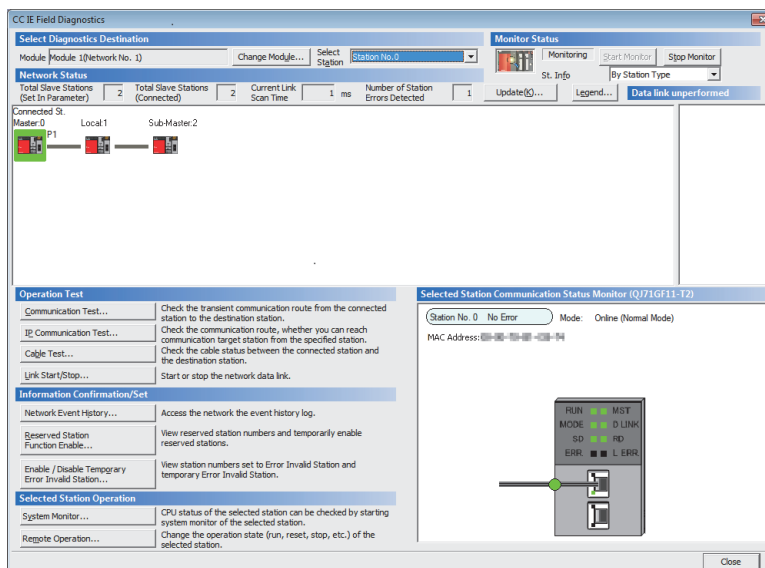 CC IE Field Diagnostics
Select Diagnostics Destination
Monitor Status
Module Module 1(Network No. 1) Change Module... Select Station Station No.0
Monitoring Start Monitor Stop Monitor
St. Info By Station Type
Network Status
Total Slave Stations (Set In Parameter) 2 Total Slave Stations (Connected) 2 Current Link Scan Time 1 ms Number of Station Errors Detected 1
Update(K)... Legend... Data link unperformed
Connected St.
Master:0 Local:1 Sub-Master:2
P1
Operation Test
Communication Test... Check the transient communication route from the connected
station to the destination station.
IP Communication Test... Check the communication route, whether you can reach
communication target station from the specified station.
Cable Test... Check the cable status between the connected station and
the destination station.
Link Start/Stop... Start or stop the network data link.
Information Confirmation/Set
Network Event History... Access the network the event history log.
Reserved Station
Function Enable...
View reserved station numbers and temporarily enable
reserved stations.
Enable / Disable Temporary
Error Invalid Station...
View station numbers set to Error Invalid Station and
temporary Error Invalid Station.
Selected Station Operation
System Monitor... CPU status of the selected station can be checked by starting
system monitor of the selected station.
Remote Operation... Change the operation state (run, reset, stop, etc.) of the
selected station.
Selected Station Communication Status Monitor (QJ71GF11-T2)
Station No. 0 No Error Mode: Online (Normal Mode)
MAC Address:
RUN MST
MODE D LINK
SD RD
ERR. L ERR.
Close